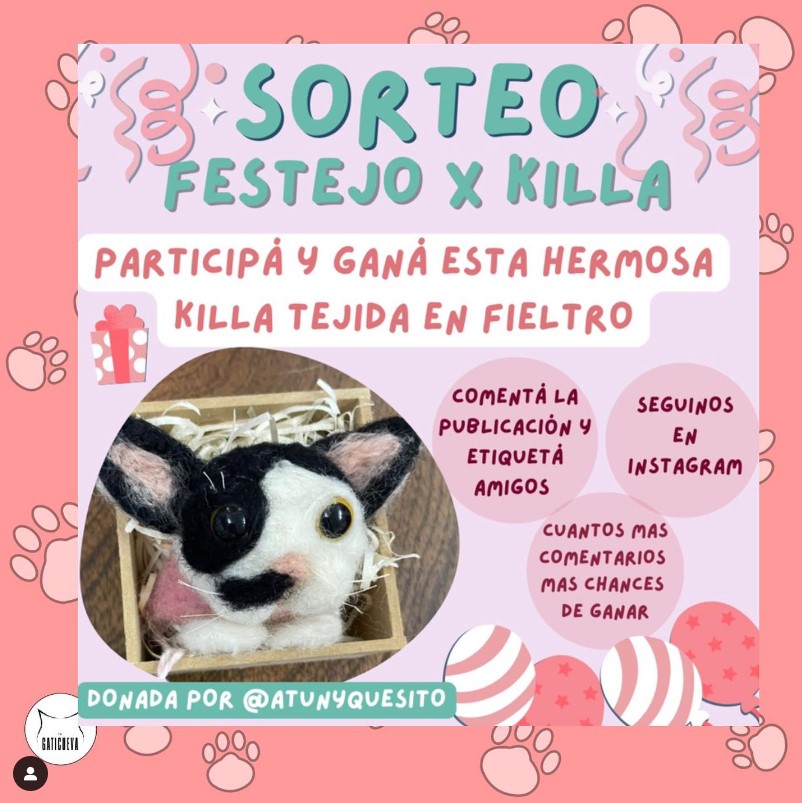 SORTEO
FESTEJO X KILLA
PARTICIPÁ Y GANÁ ESTA HERMOSA
KILLA TEJIDA EN FIELTRO
COMENTÁ LA
PUBLICACIÓN Y
ETIQUETÁ
AMIGOS
SEGUINOS
EN
INSTAGRAM
CUANTOS MAS
COMENTARIOS
MAS CHANCES
DE GANAR
DONADA POR @ATUNYQUESITO
GATICUEVA